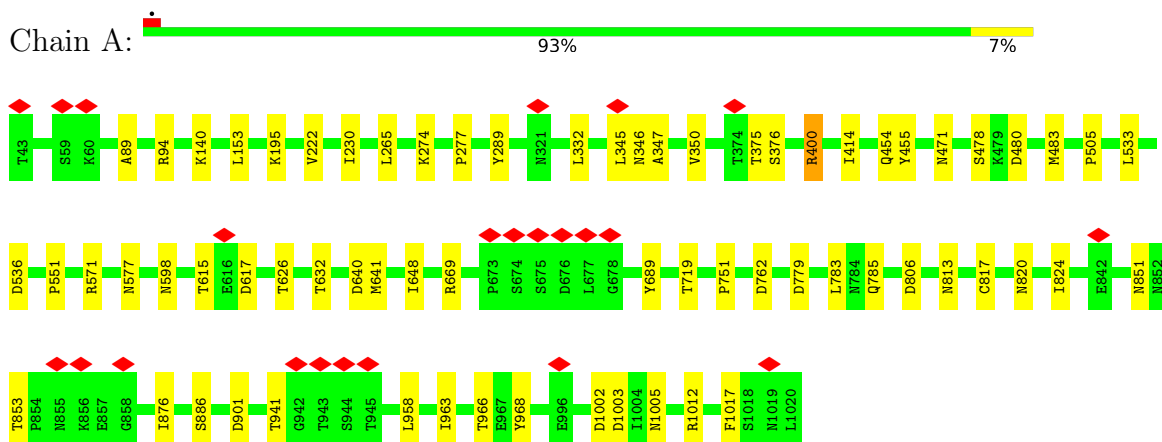 Chain A:
•
93%
7%
T43 S59 K60 A89 R94 K140 L153 K195 V222 I230 L265 K274 P277 Y289 N321 L332 L345 N346 A347 V350 T374 T375 S376 R400 I414 Q454 Y455 N471 S478 K479 D480 M483 P505 L533
D536 P551 R571 N577 N598 T615 E616 D617 T626 T632 D640 M641 I648 R669 P673 S674 S675 D676 L677 G678 Y689 T719 P751 D762 D779 L783 N784 Q785 D806 N813 C817 N820 I824 E842 N851 N852
T853 P854 N855 K856 E857 G858 I876 S886 D901 T941 G942 T943 S944 T945 L958 I963 T966 E967 Y968 E996 D1002 D1003 I1004 N1005 R1012 F1017 S1018 N1019 L1020